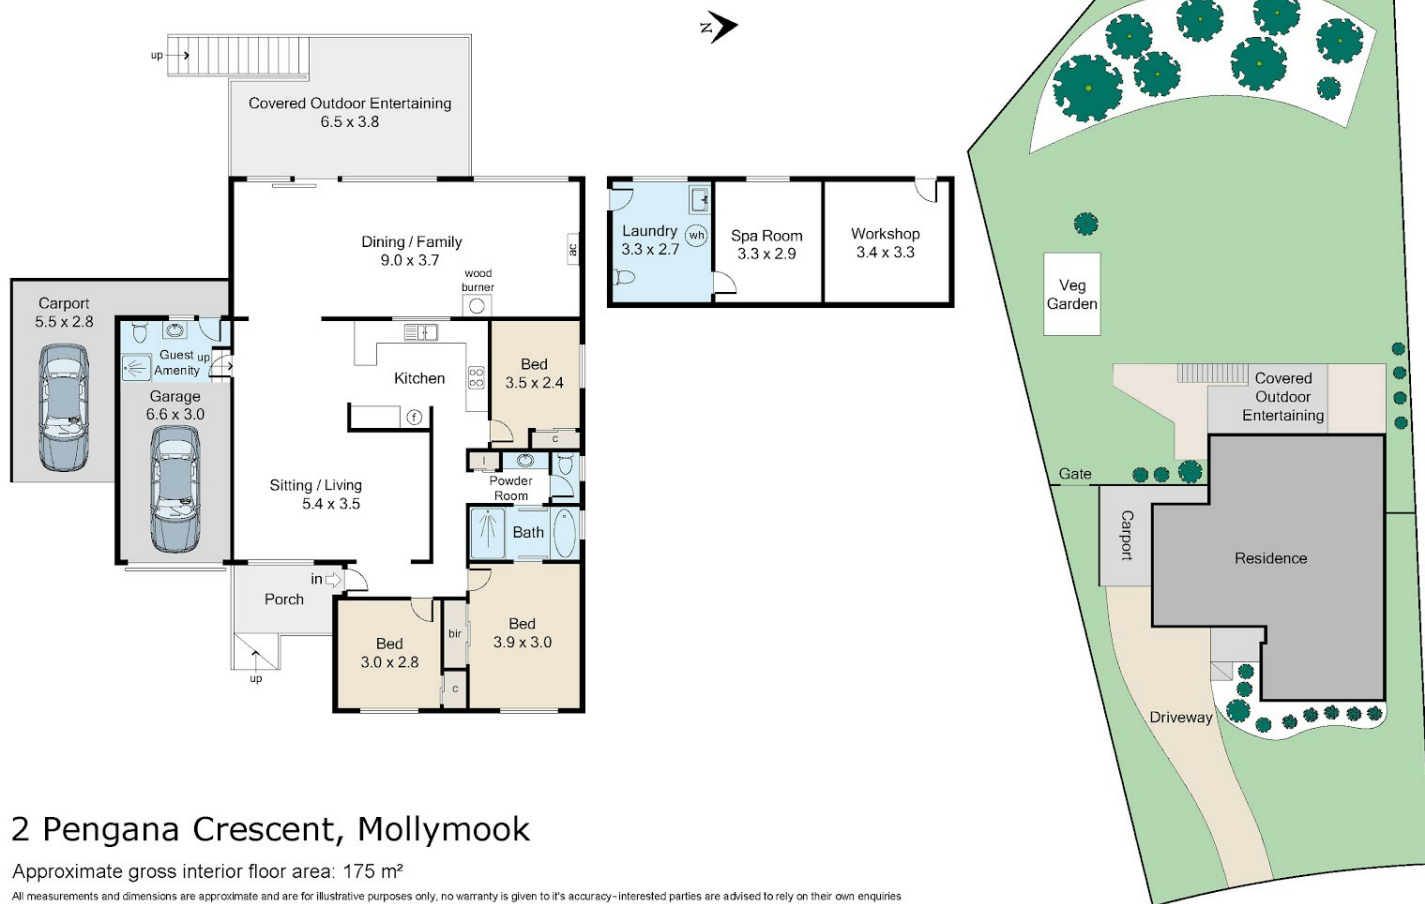 N
up
Covered Outdoor Entertaining
6.5 x 3.8
Dining / Family
9.0 x 3.7
ac
wood
burner
Carport
5.5 x 2.8
Guest
Amenity
up
Garage
6.6 x 3.0
Kitchen
f
Bed
3.5 x 2.4
c
Sitting / Living
5.4 x 3.5
l
Powder
Room
Bath
in
Porch
up
Bed
3.0 x 2.8
bir
c
Bed
3.9 x 3.0
Laundry
3.3 x 2.7
wh
Spa Room
3.3 x 2.9
Workshop
3.4 x 3.3
Veg
Garden
Covered
Outdoor
Entertaining
Gate
Carport
Residence
Driveway
2 Pengana Crescent, Mollymook
Approximate gross interior floor area: 175 m²
All measurements and dimensions are approximate and are for illustrative purposes only, no warranty is given to it's accuracy-interested parties are advised to rely on their own enquiries